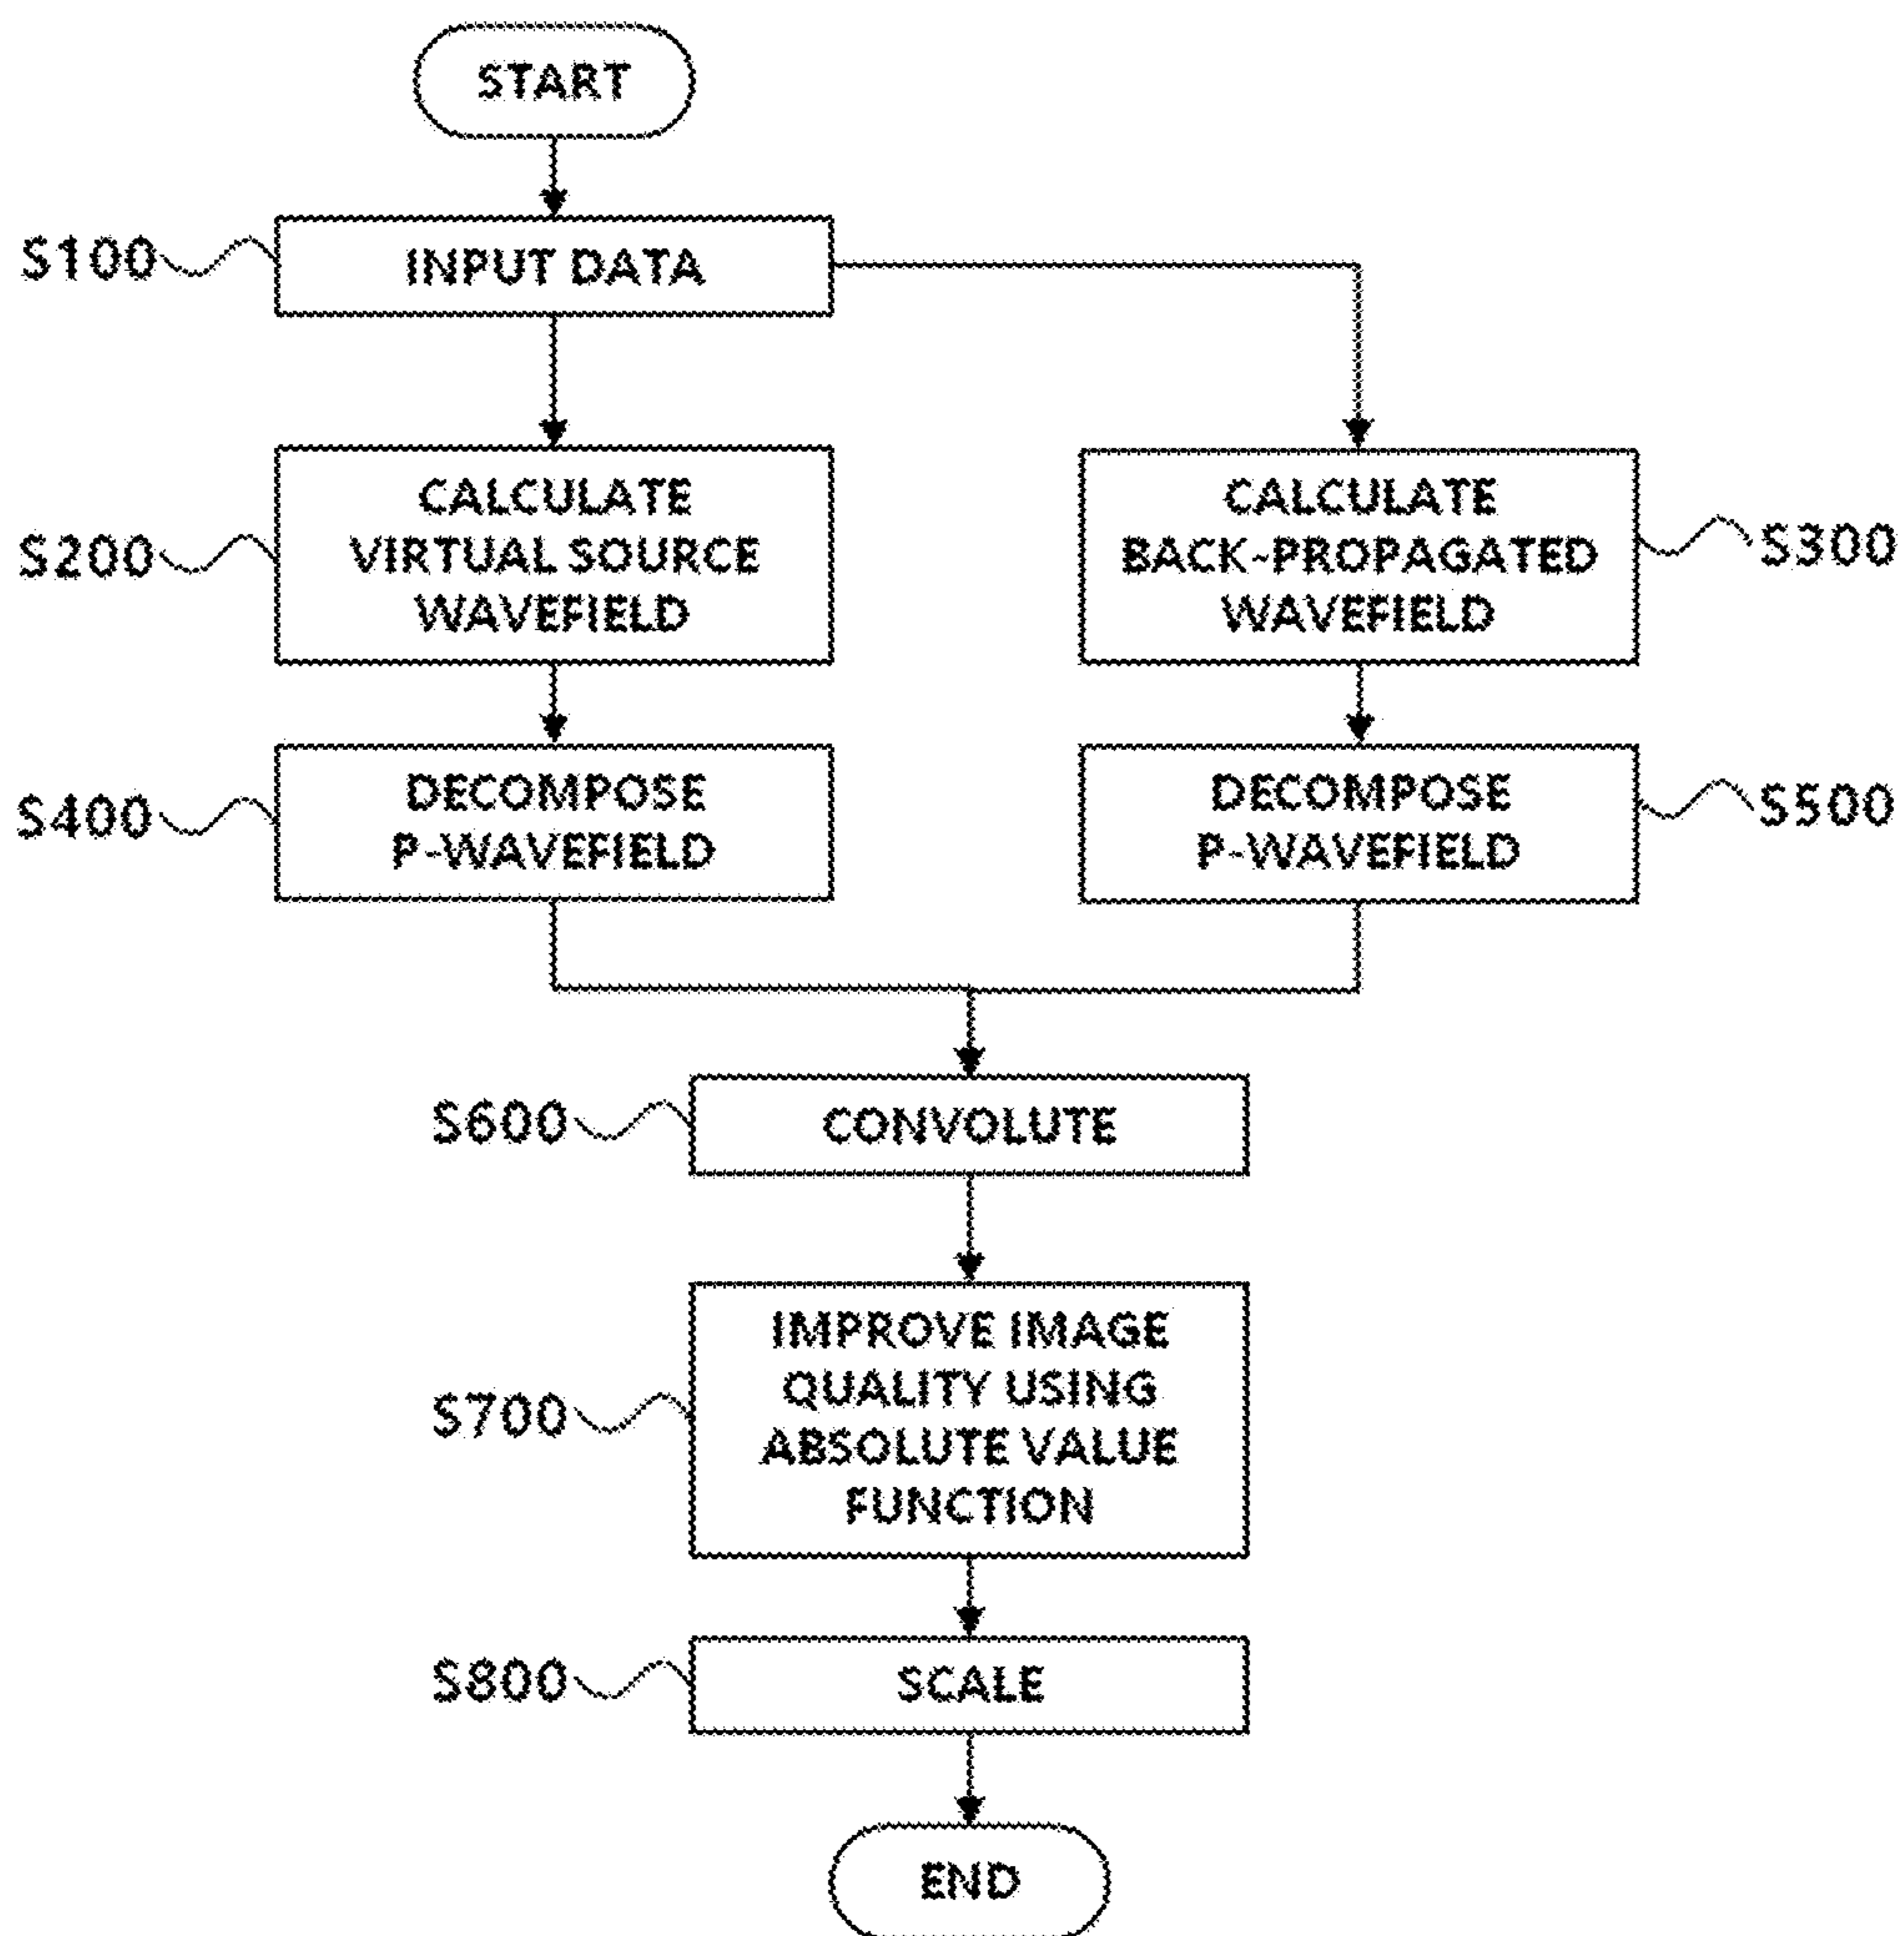 START
S100
INPUT DATA
S200
CALCULATE
VIRTUAL SOURCE
WAVEFIELD
CALCULATE
BACK-PROPAGATED
WAVEFIELD
S300
S400
DECOMPOSE
P-WAVEFIELD
DECOMPOSE
P-WAVEFIELD
S500
S600
CONVOLUTE
S700
IMPROVE IMAGE
QUALITY USING
ABSOLUTE VALUE
FUNCTION
S800
SCALE
END